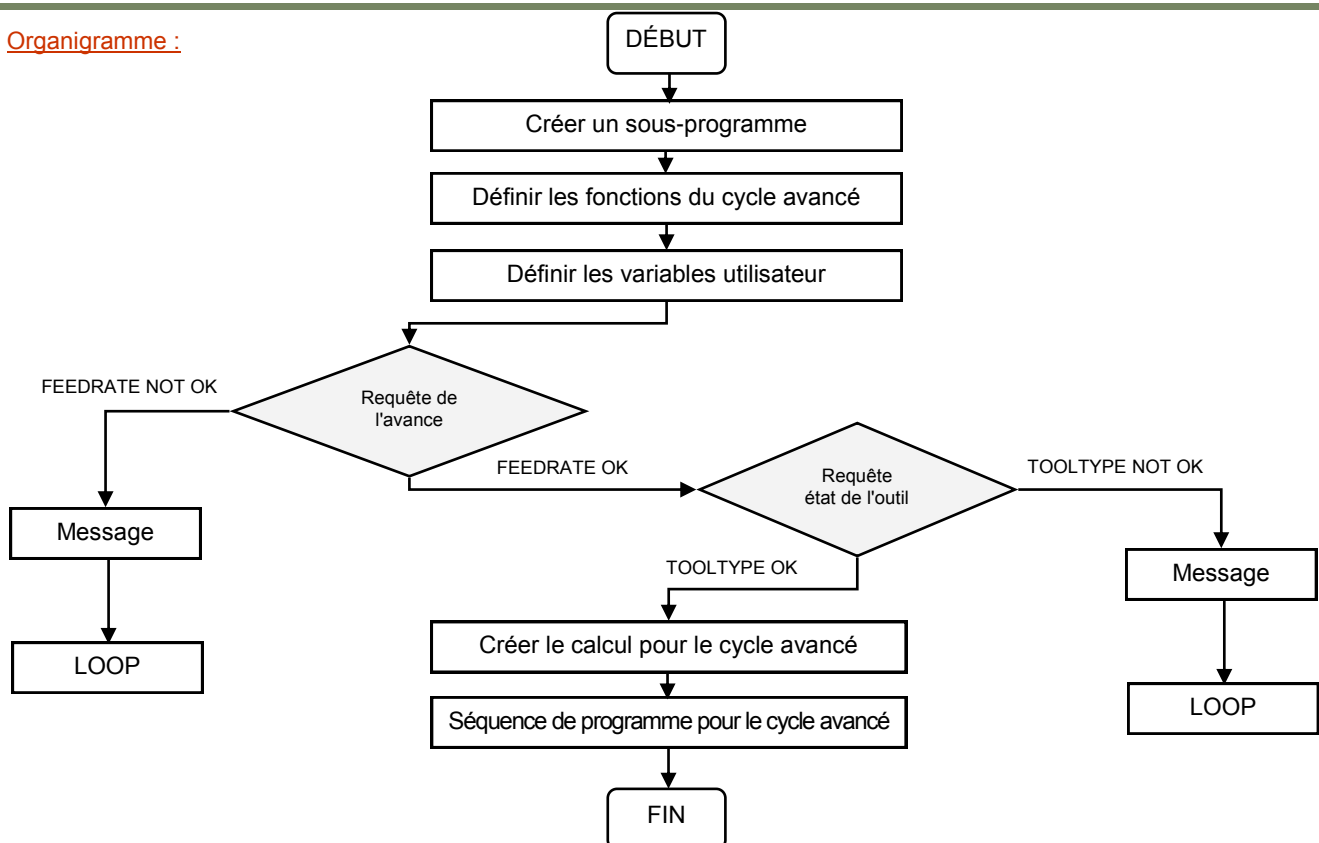 Organigramme :
DÉBUT
Créer un sous-programme
Définir les fonctions du cycle avancé
Définir les variables utilisateur
FEEDRATE NOT OK
Requête de
l'avance
FEEDRATE OK
Requête
état de l'outil
TOOLTYPE NOT OK
Message
TOOLTYPE OK
Message
LOOP
Créer le calcul pour le cycle avancé
LOOP
Séquence de programme pour le cycle avancé
FIN